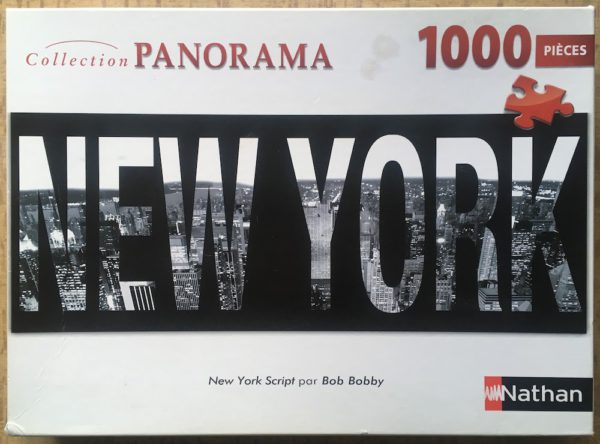 Collection PANORAMA
1000 PIÈCES
NEW YORK
New York Script par Bob Bobby
Nathan